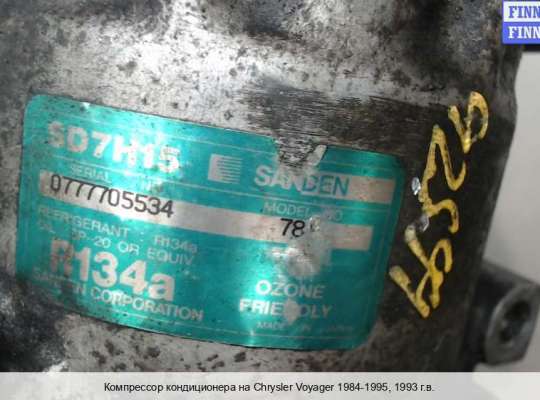 FINN
FINN
SD7H15
SANDEN
SERIAL
0777705534
MODEL NO
78
REFRIGERANT R134a
OIL SP-20 OR EQUIV.
R134a
SANDEN CORPORATION
OZONE
FRIENDLY
MADE IN JAPAN
Компрессор кондиционера на Chrysler Voyager 1984-1995, 1993 г.в.